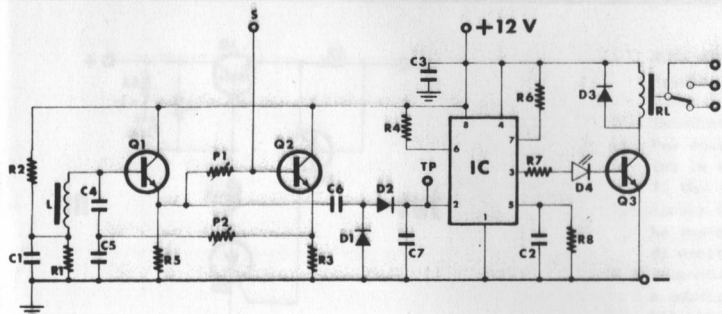 S
+12 V
C3
R6
D3
RL
8
4
R4
7
Q1
Q2
6
IC
R2
P1
TP
R7
3
C4
C6
D2
D4
L
2
5
Q3
P2
1
D1
C1
R1
C5
R5
R3
C7
C2
R8
-